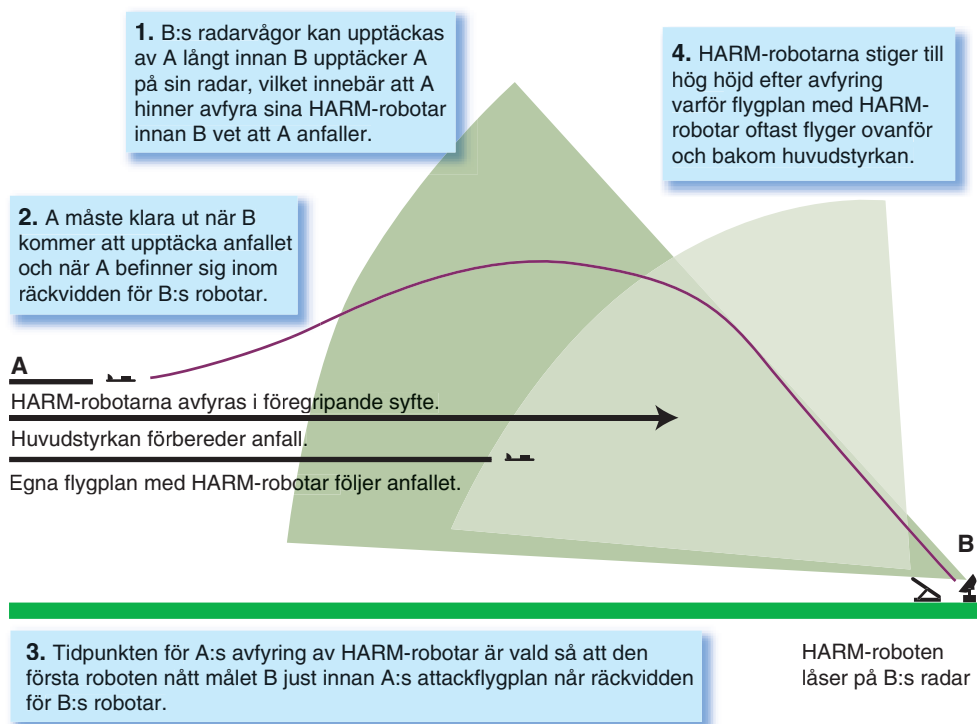 1. B:s radarvågor kan upptäckas
av A långt innan B upptäcker A
på sin radar, vilket innebär att A
hinner avfyra sina HARM-robotar
innan B vet att A anfaller.
4. HARM-robotarna stiger till
hög höjd efter avfyring
varför flygplan med HARM-
robotar oftast flyger ovanför
och bakom huvudstyrkan.
2. A måste klara ut när B
kommer att upptäcka anfallet
och när A befinner sig inom
räckvidden för B:s robotar.
A
HARM-robotarna avfyras i föregripande syfte.
Huvudstyrkan förbereder anfall.
Egna flygplan med HARM-robotar följer anfallet.
B
3. Tidpunkten för A:s avfyring av HARM-robotar är vald så att den
första roboten nått målet B just innan A:s attackflygplan når räckvidden
för B:s robotar.
HARM-roboten
låser på B:s radar